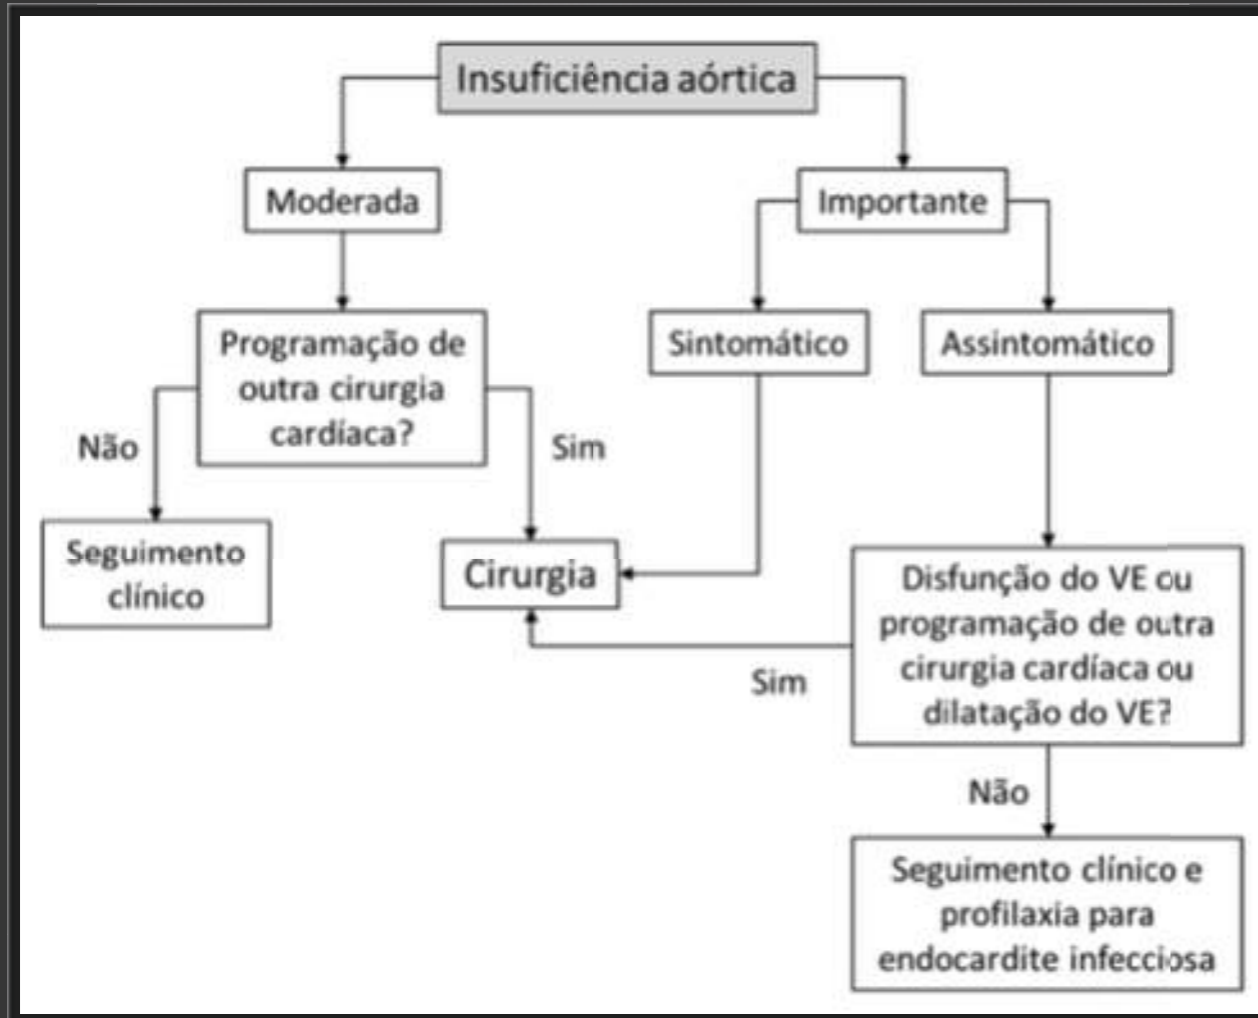 Insuficiência aórtica
Moderada
Importante
Programação de
outra cirurgia
cardíaca?
Sintomático
Assintomático
Não
Sim
Seguimento
clínico
Cirurgia
Disfunção do VE ou
programação de outra
cirurgia cardíaca ou
dilatação do VE?
Sim
Não
Seguimento clínico e
profilaxia para
endocardite infecciosa